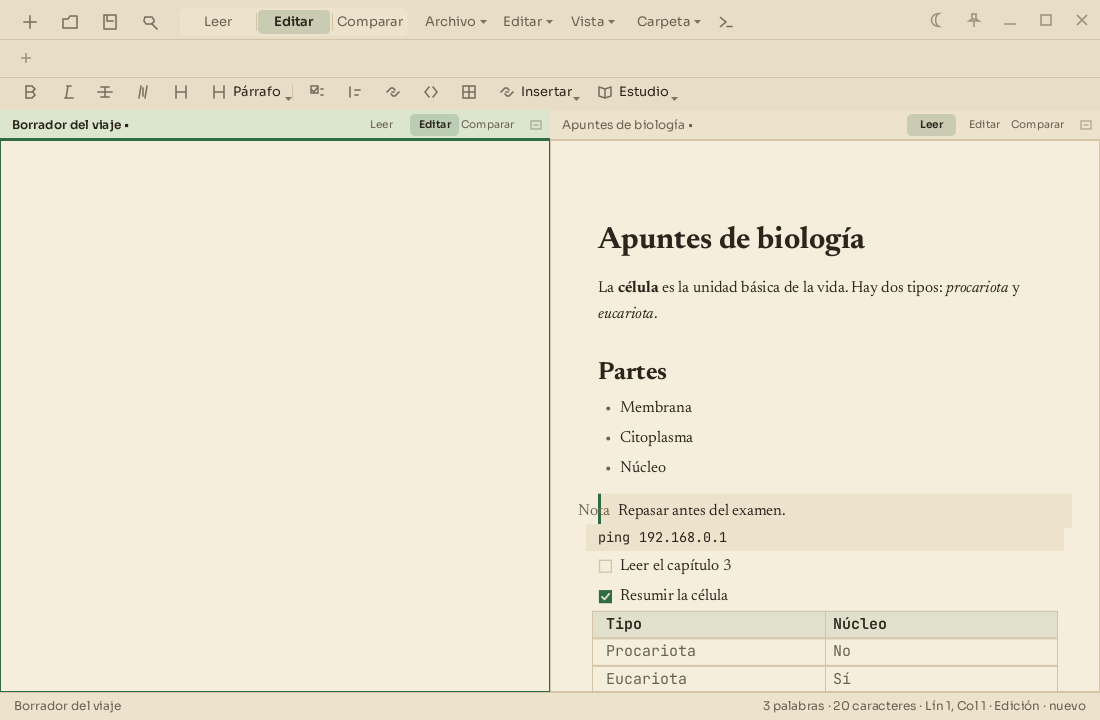 Leer Editar Comparar Archivo Editar Vista Carpeta
Párrafo Insertar Estudio
Borrador del viaje • Leer Editar Comparar
Apuntes de biología • Leer Editar Comparar
Apuntes de biología
La célula es la unidad básica de la vida. Hay dos tipos: procariota y
eucariota.
Partes
• Membrana
• Citoplasma
• Núcleo
Nota Repasar antes del examen.
ping 192.168.0.1
Leer el capítulo 3
Resumir la célula
Tipo Núcleo
Procariota No
Eucariota Sí
Borrador del viaje 3 palabras · 20 caracteres · Lín 1, Col 1 · Edición · nuevo